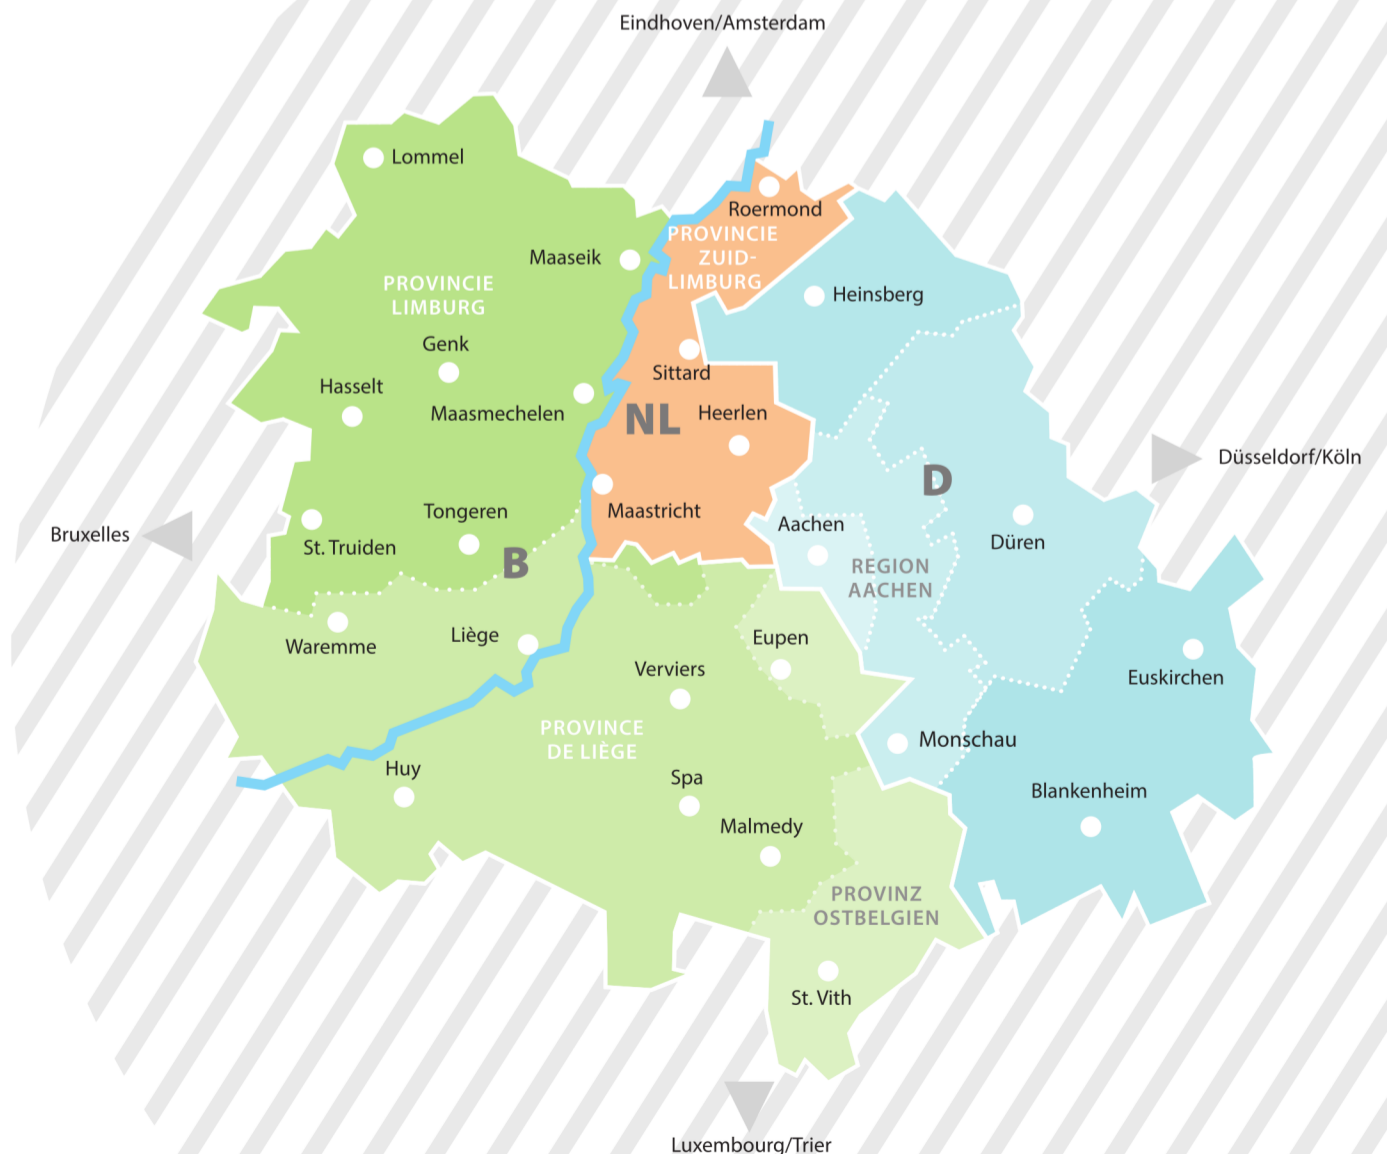 Eindhoven/Amsterdam
Lommel
Roermond
PROVINCIE
ZUID-
LIMBURG
Maaseik
PROVINCIE
LIMBURG
Heinsberg
Genk
Sittard
Hasselt
Maasmechelen
NL
Heerlen
Düsseldorf/Köln
D
Maastricht
Tongeren
Aachen
Bruxelles
St. Truiden
B
Düren
REGION
AACHEN
Waremme
Liège
Eupen
Verviers
Euskirchen
PROVINCE
DE LIÈGE
Monschau
Huy
Spa
Blankenheim
Malmedy
PROVINZ
OSTBELGIEN
St. Vith
Luxembourg/Trier